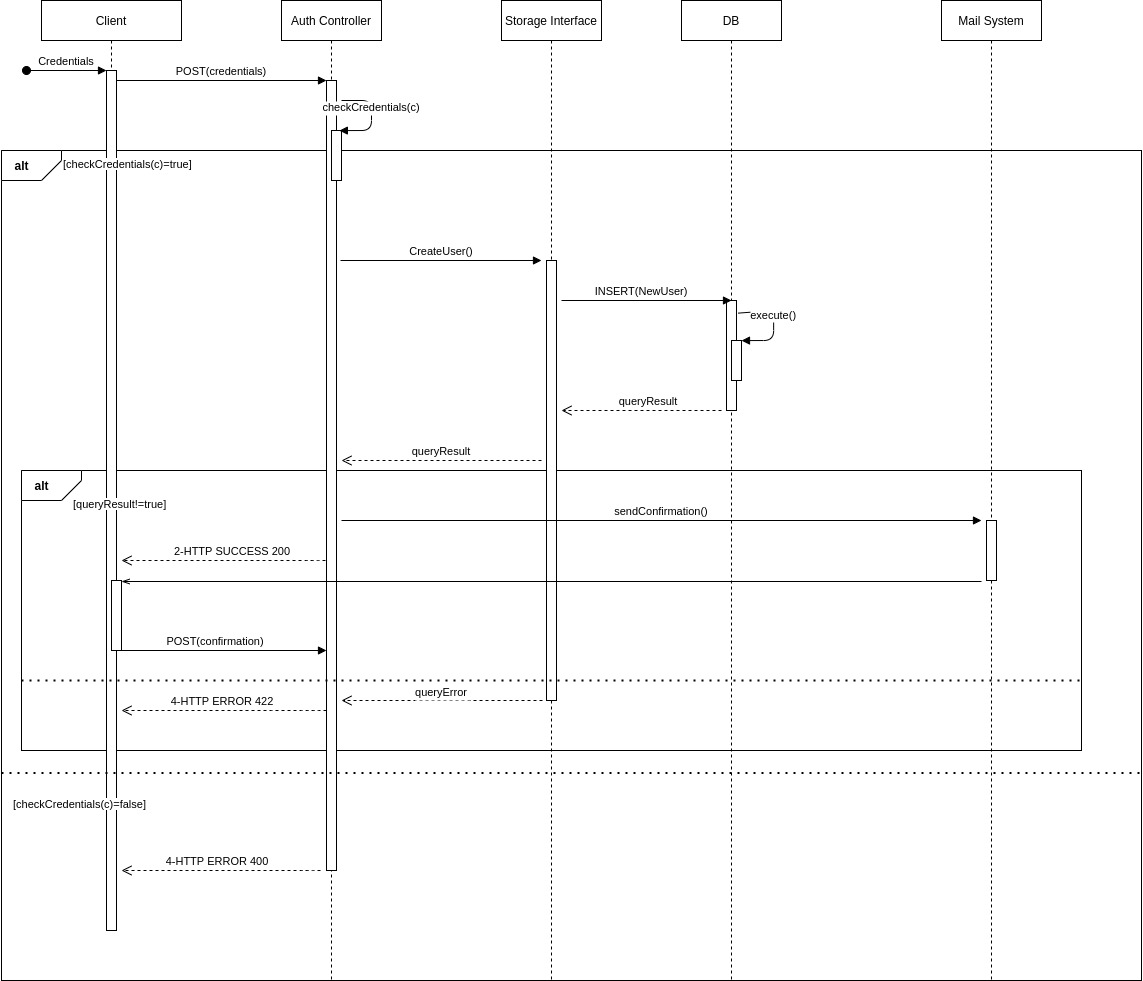 Client
Auth Controller
Storage Interface
DB
Mail System
Credentials
POST(credentials)
checkCredentials(c)
alt
[checkCredentials(c)=true]
CreateUser()
INSERT(NewUser)
execute()
queryResult
queryResult
alt
[queryResult!=true]
sendConfirmation()
2-HTTP SUCCESS 200
POST(confirmation)
queryError
4-HTTP ERROR 422
[checkCredentials(c)=false]
4-HTTP ERROR 400